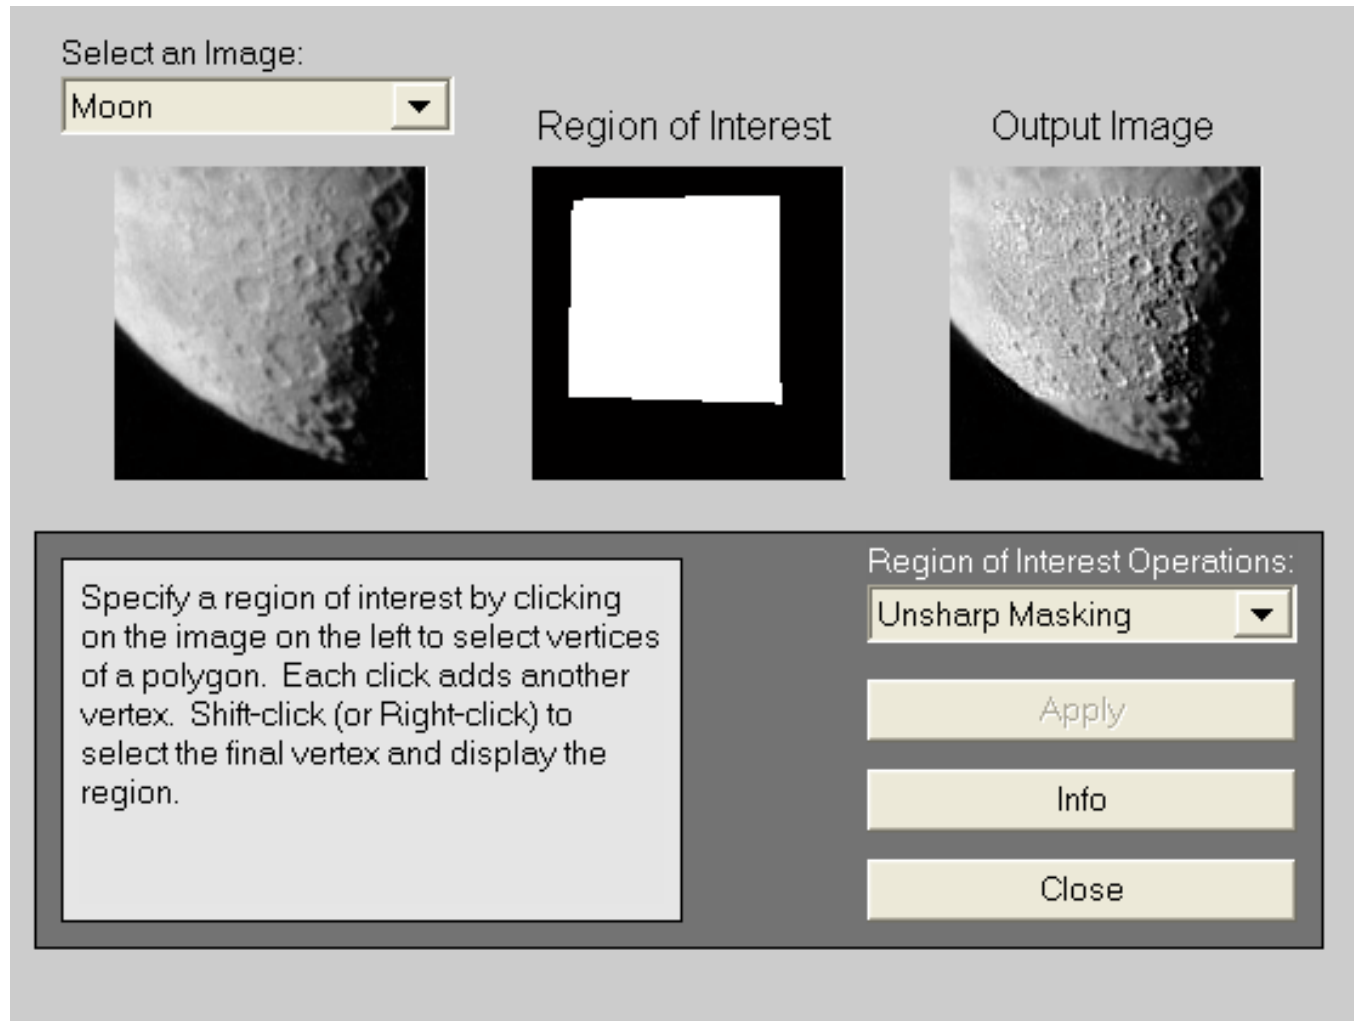 Select an Image:
Moon
Region of Interest
Output Image
Specify a region of interest by clicking
on the image on the left to select vertices
of a polygon.  Each click adds another
vertex.  Shift-click (or Right-click) to
select the final vertex and display the
region.
Region of Interest Operations:
Unsharp Masking
Apply
Info
Close